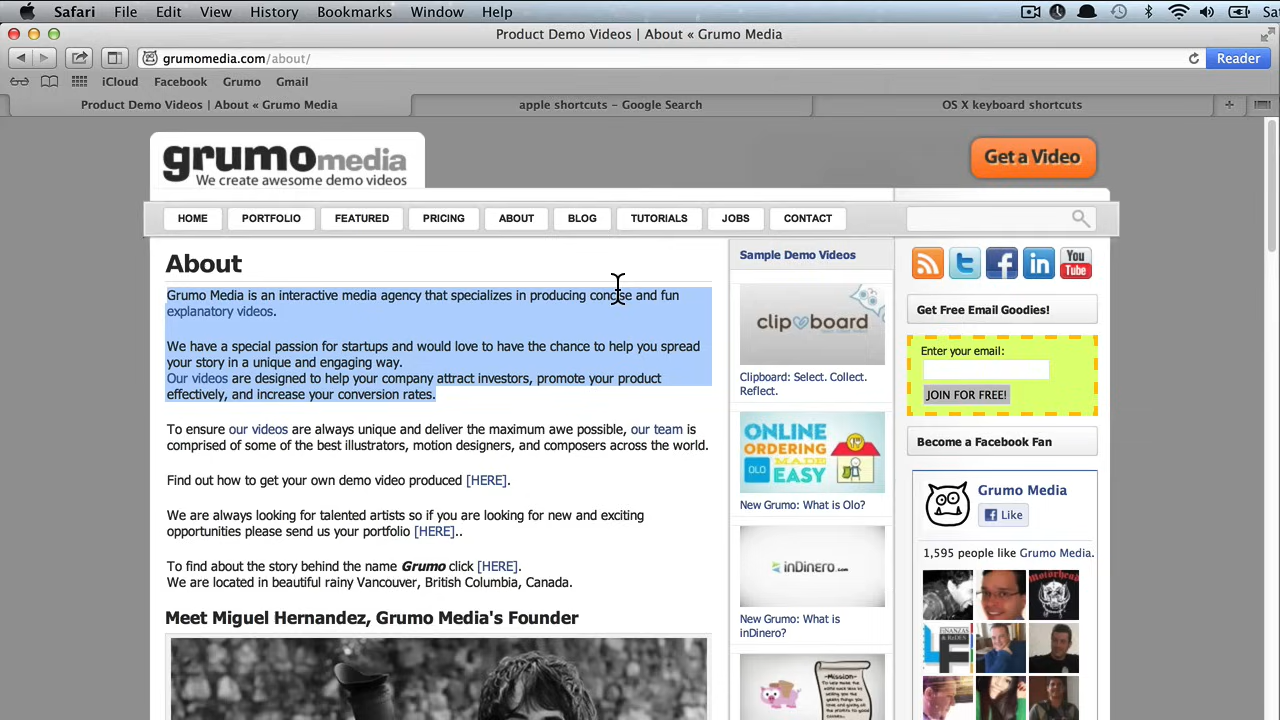 Safari File Edit View History Bookmarks Window Help
Product Demo Videos | About « Grumo Media
grumomedia.com/about/
Reader
iCloud Facebook Grumo Gmail
Product Demo Videos | About « Grumo Media
apple shortcuts – Google Search
OS X keyboard shortcuts
grumomedia
We create awesome demo videos
Get a Video
HOME PORTFOLIO FEATURED PRICING ABOUT BLOG TUTORIALS JOBS CONTACT
About
Grumo Media is an interactive media agency that specializes in producing concise and fun
explanatory videos.
We have a special passion for startups and would love to have the chance to help you spread
your story in a unique and engaging way.
Our videos are designed to help your company attract investors, promote your product
effectively, and increase your conversion rates.
To ensure our videos are always unique and deliver the maximum awe possible, our team is
comprised of some of the best illustrators, motion designers, and composers across the world.
Find out how to get your own demo video produced [HERE].
We are always looking for talented artists so if you are looking for new and exciting
opportunities please send us your portfolio [HERE]..
To find about the story behind the name Grumo click [HERE].
We are located in beautiful rainy Vancouver, British Columbia, Canada.
Meet Miguel Hernandez, Grumo Media's Founder
Sample Demo Videos
clipboard
Clipboard: Select. Collect.
Reflect.
ONLINE
ORDERING
MADE
EASY
OLO
New Grumo: What is Olo?
inDinero.com
New Grumo: What is
inDinero?
~Mission~
You Tube
Get Free Email Goodies!
Enter your email:
JOIN FOR FREE!
Become a Facebook Fan
Grumo Media
Like
1,595 people like Grumo Media.